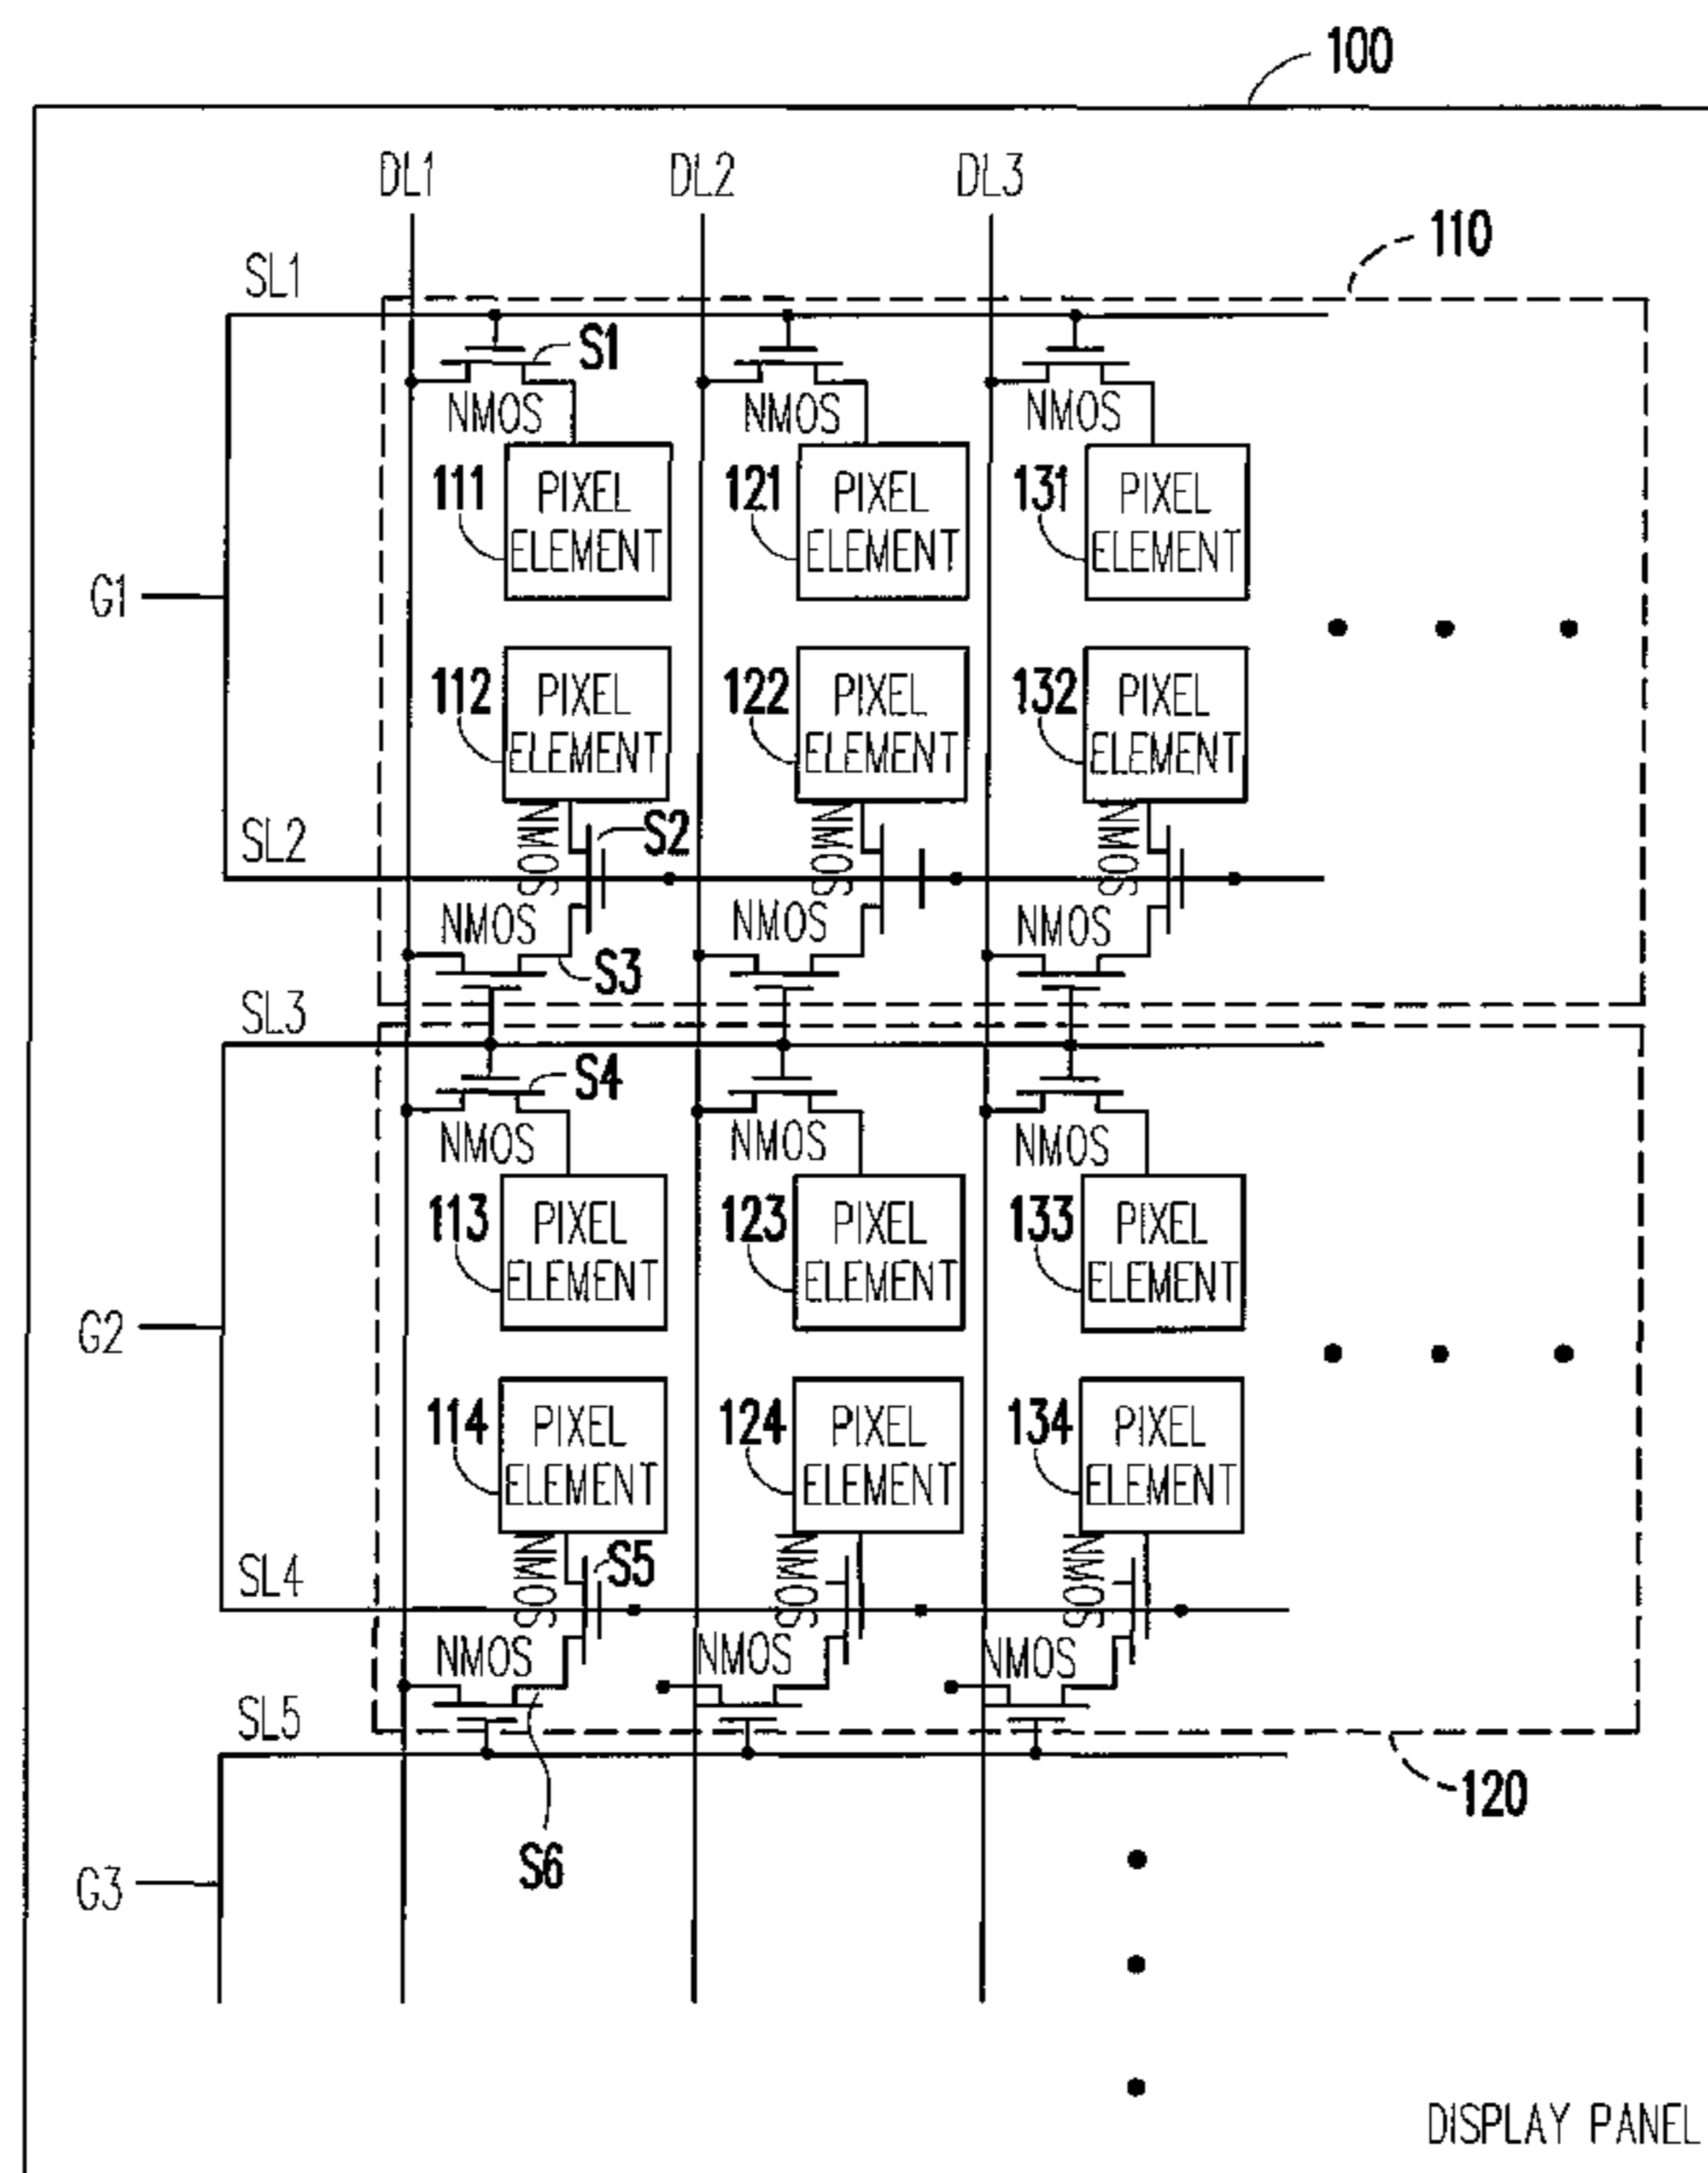 100
DL1 DL2 DL3
110
SL1
S1
NMOS NMOS NMOS
111 PIXEL ELEMENT 121 PIXEL ELEMENT 131 PIXEL ELEMENT
G1
112 PIXEL ELEMENT 122 PIXEL ELEMENT 132 PIXEL ELEMENT
SL2 NMOS S2 NMOS NMOS
NMOS NMOS NMOS
S3
SL3
S4
NMOS NMOS NMOS
113 PIXEL ELEMENT 123 PIXEL ELEMENT 133 PIXEL ELEMENT
G2
114 PIXEL ELEMENT 124 PIXEL ELEMENT 134 PIXEL ELEMENT
SL4 NMOS S5 NMOS NMOS
NMOS NMOS NMOS
SL5
120
S6
G3
DISPLAY PANEL